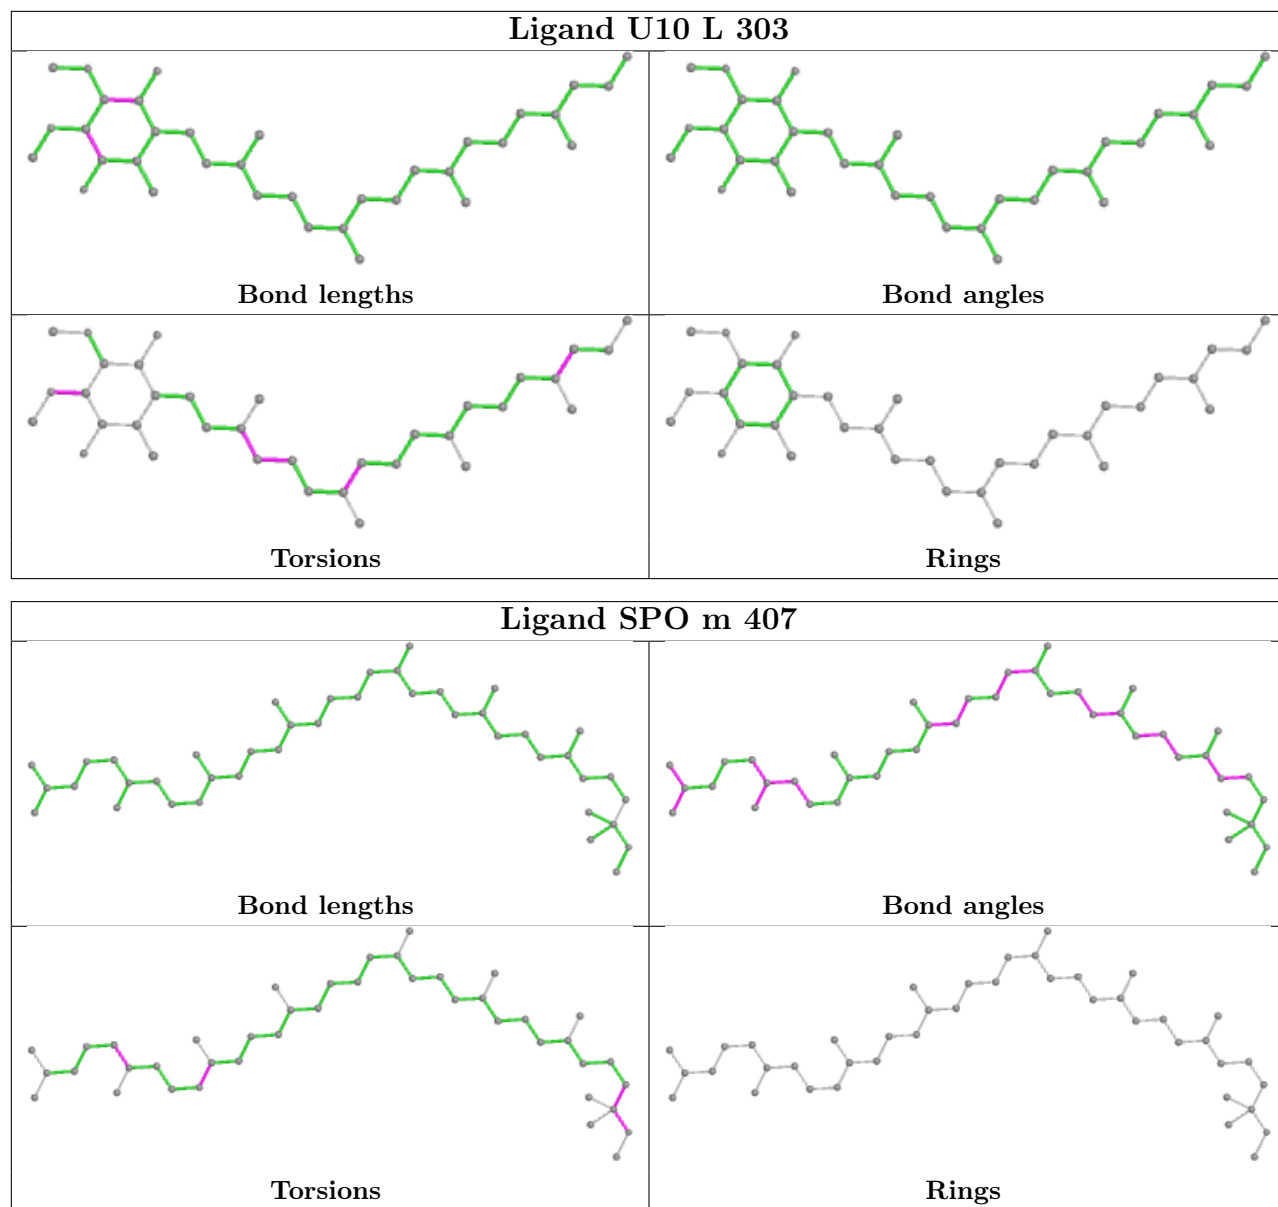 Ligand U10 L 303
Bond lengths
Bond angles
Torsions
Rings
Ligand SPO m 407
Bond lengths
Bond angles
Torsions
Rings